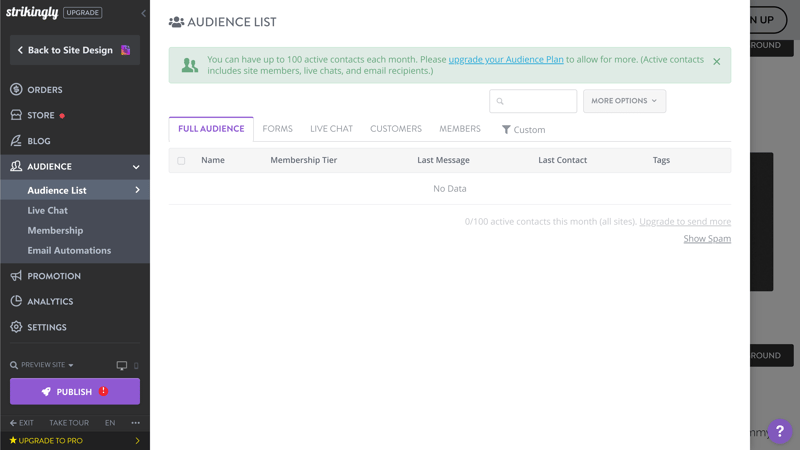 strikingly UPGRADE
Back to Site Design
ORDERS
STORE
BLOG
AUDIENCE
Audience List
Live Chat
Membership
Email Automations
PROMOTION
ANALYTICS
SETTINGS
PREVIEW SITE
PUBLISH
EXIT TAKE TOUR EN
UPGRADE TO PRO
AUDIENCE LIST
You can have up to 100 active contacts each month. Please upgrade your Audience Plan to allow for more. (Active contacts
includes site members, live chats, and email recipients.)
MORE OPTIONS
FULL AUDIENCE FORMS LIVE CHAT CUSTOMERS MEMBERS Custom
Name Membership Tier Last Message Last Contact Tags
No Data
0/100 active contacts this month (all sites). Upgrade to send more
Show Spam
N UP
OUND
OUND
?